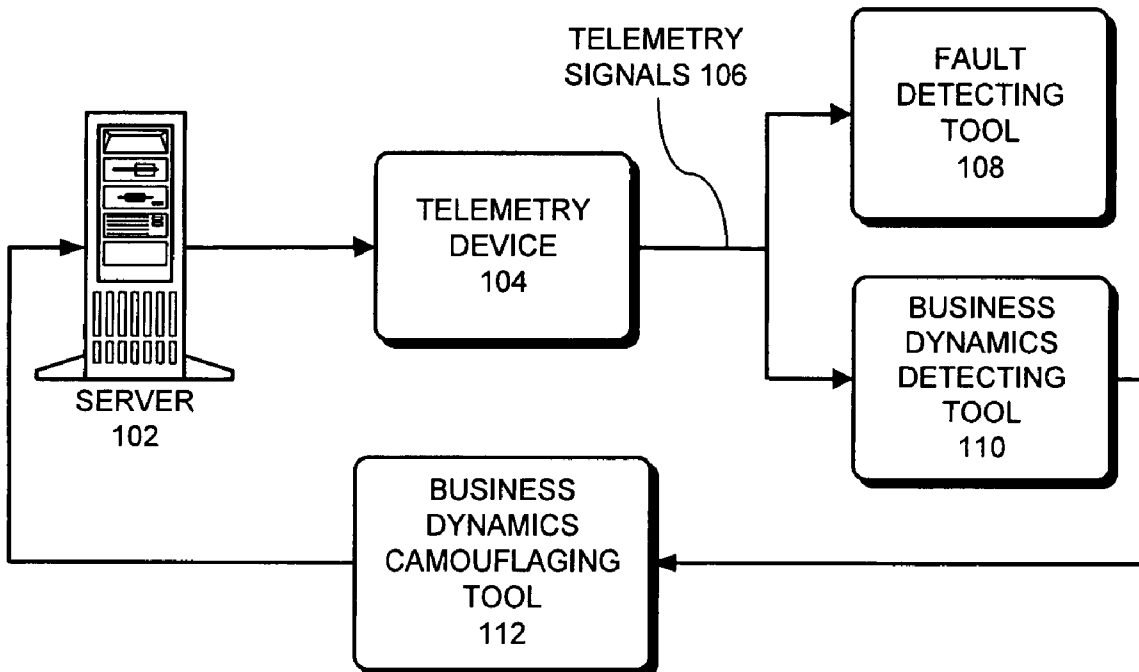 TELEMETRY
SIGNALS 106
FAULT
DETECTING
TOOL
108
TELEMETRY
DEVICE
104
SERVER
102
BUSINESS
DYNAMICS
DETECTING
TOOL
110
BUSINESS
DYNAMICS
CAMOUFLAGING
TOOL
112